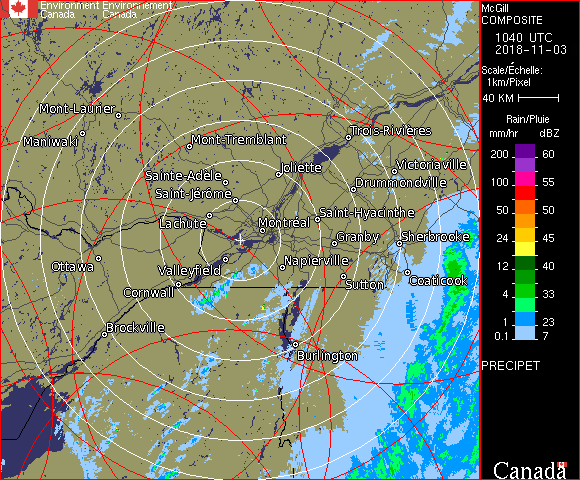 Environment Environnement
Canada Canada
McGill
COMPOSITE
1040 UTC
2018-11-03
Scale/Échelle:
1km/Pixel
40 KM
Rain/Pluie
mm/hr dBZ
200 60
100 55
50 50
24 45
12 40
4 33
2 30
1 23
0.1 7
PRECIPET
Canada
Mont-Laurier
Maniwaki
Mont-Tremblant
Trois-Rivières
Sainte-Adèle
Joliette
Victoriaville
Saint-Jérôme
Drummondville
Lachute
Montréal
Saint-Hyacinthe
Granby
Sherbrooke
Ottawa
Valleyfield
Napierville
Cornwall
Sutton
Coaticook
Brockville
Burlington